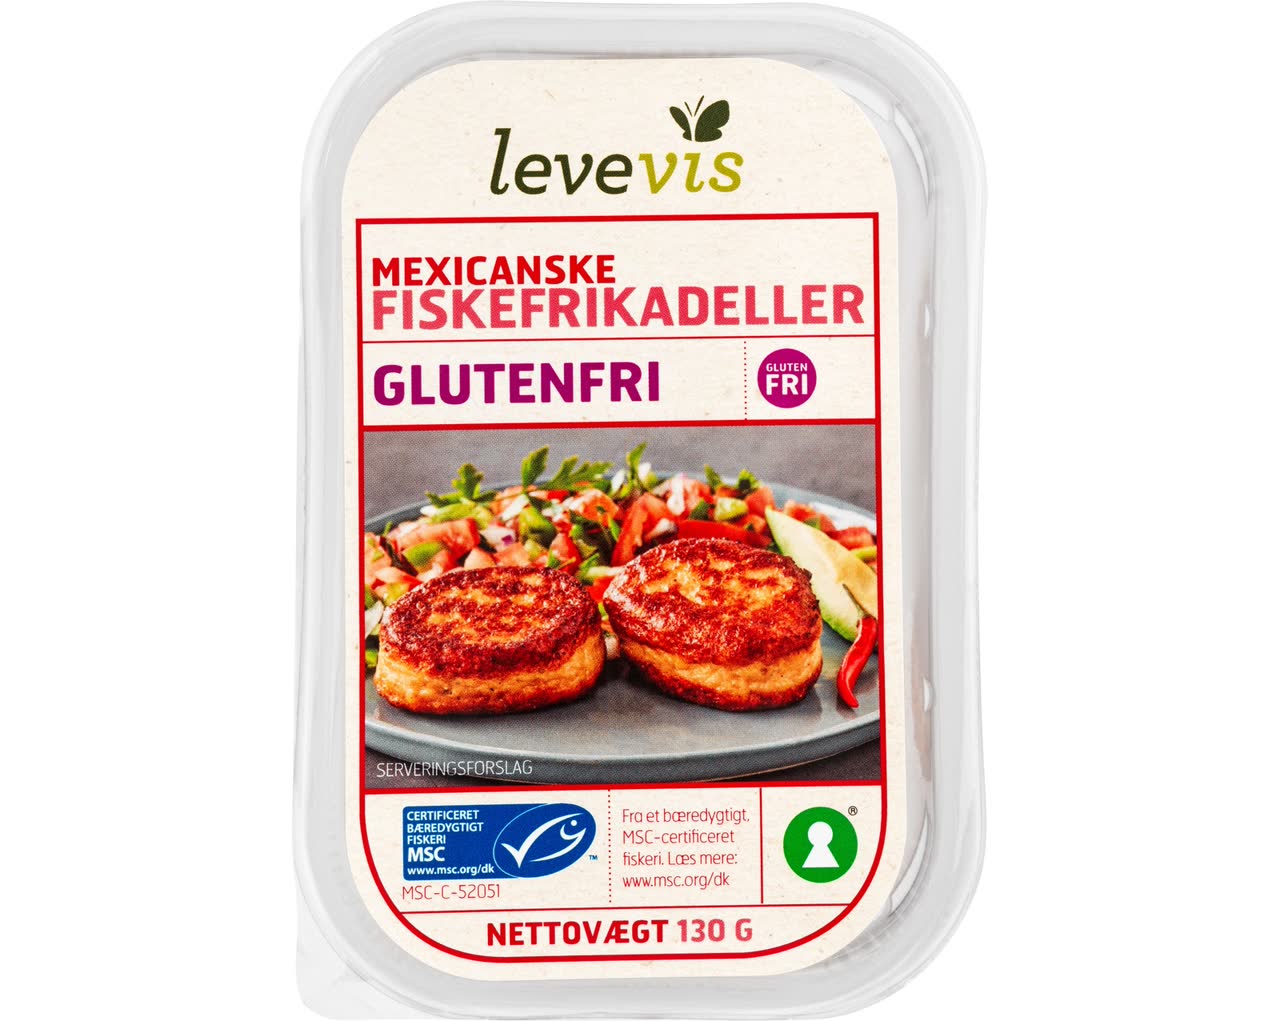 levevis
MEXICANSKE
FISKEFRIKADELLER
GLUTENFRI
GLUTEN
FRI
SERVERINGSFORSLAG
CERTIFICERET
BÆREDYGTIGT
FISKERI
MSC
www.msc.org/dk
™
MSC-C-52051
Fra et bæredygtigt,
MSC-certificeret
fiskeri. Læs mere:
www.msc.org/dk
®
NETTOVÆGT 130 G